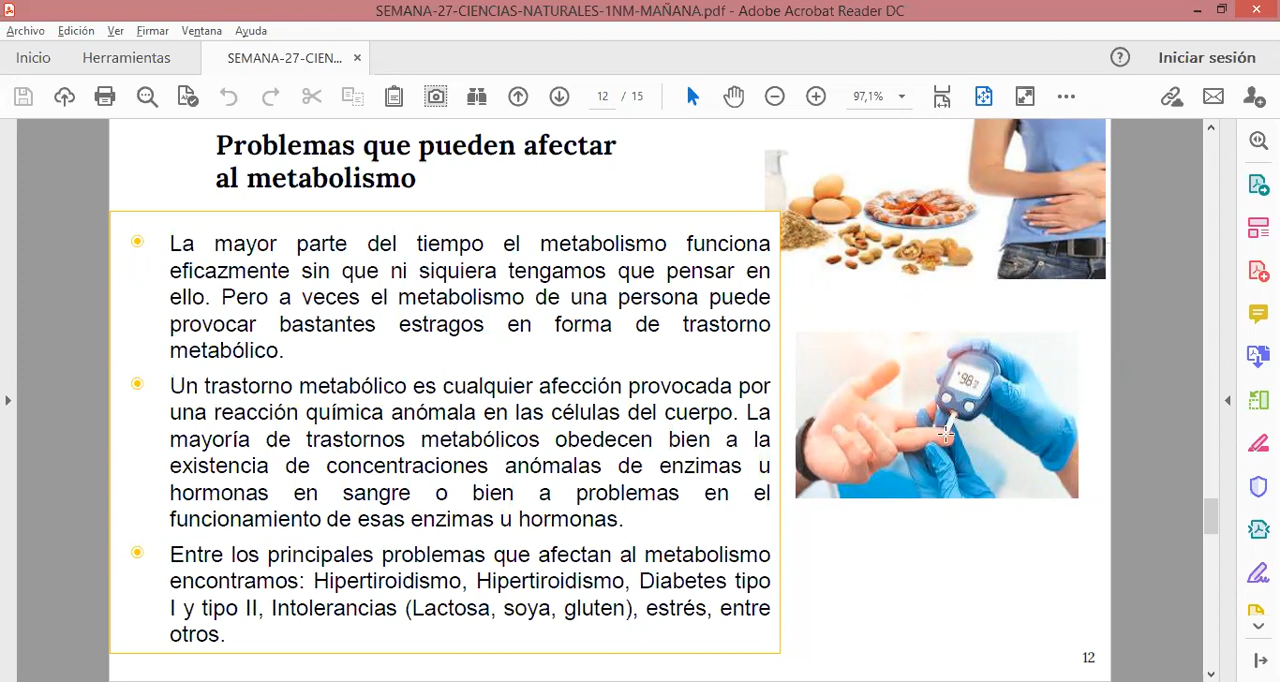 SEMANA-27-CIENCIAS-NATURALES-1NM-MAÑANA.pdf - Adobe Acrobat Reader DC
Archivo Edición Ver Firmar Ventana Ayuda
Inicio Herramientas SEMANA-27-CIEN... × Iniciar sesión
12 / 15 97,1%
Problemas que pueden afectar
al metabolismo
La mayor parte del tiempo el metabolismo funciona
eficazmente sin que ni siquiera tengamos que pensar en
ello. Pero a veces el metabolismo de una persona puede
provocar bastantes estragos en forma de trastorno
metabólico.
Un trastorno metabólico es cualquier afección provocada por
una reacción química anómala en las células del cuerpo. La
mayoría de trastornos metabólicos obedecen bien a la
existencia de concentraciones anómalas de enzimas u
hormonas en sangre o bien a problemas en el
funcionamiento de esas enzimas u hormonas.
Entre los principales problemas que afectan al metabolismo
encontramos: Hipertiroidismo, Hipertiroidismo, Diabetes tipo
I y tipo II, Intolerancias (Lactosa, soya, gluten), estrés, entre
otros.
98
12